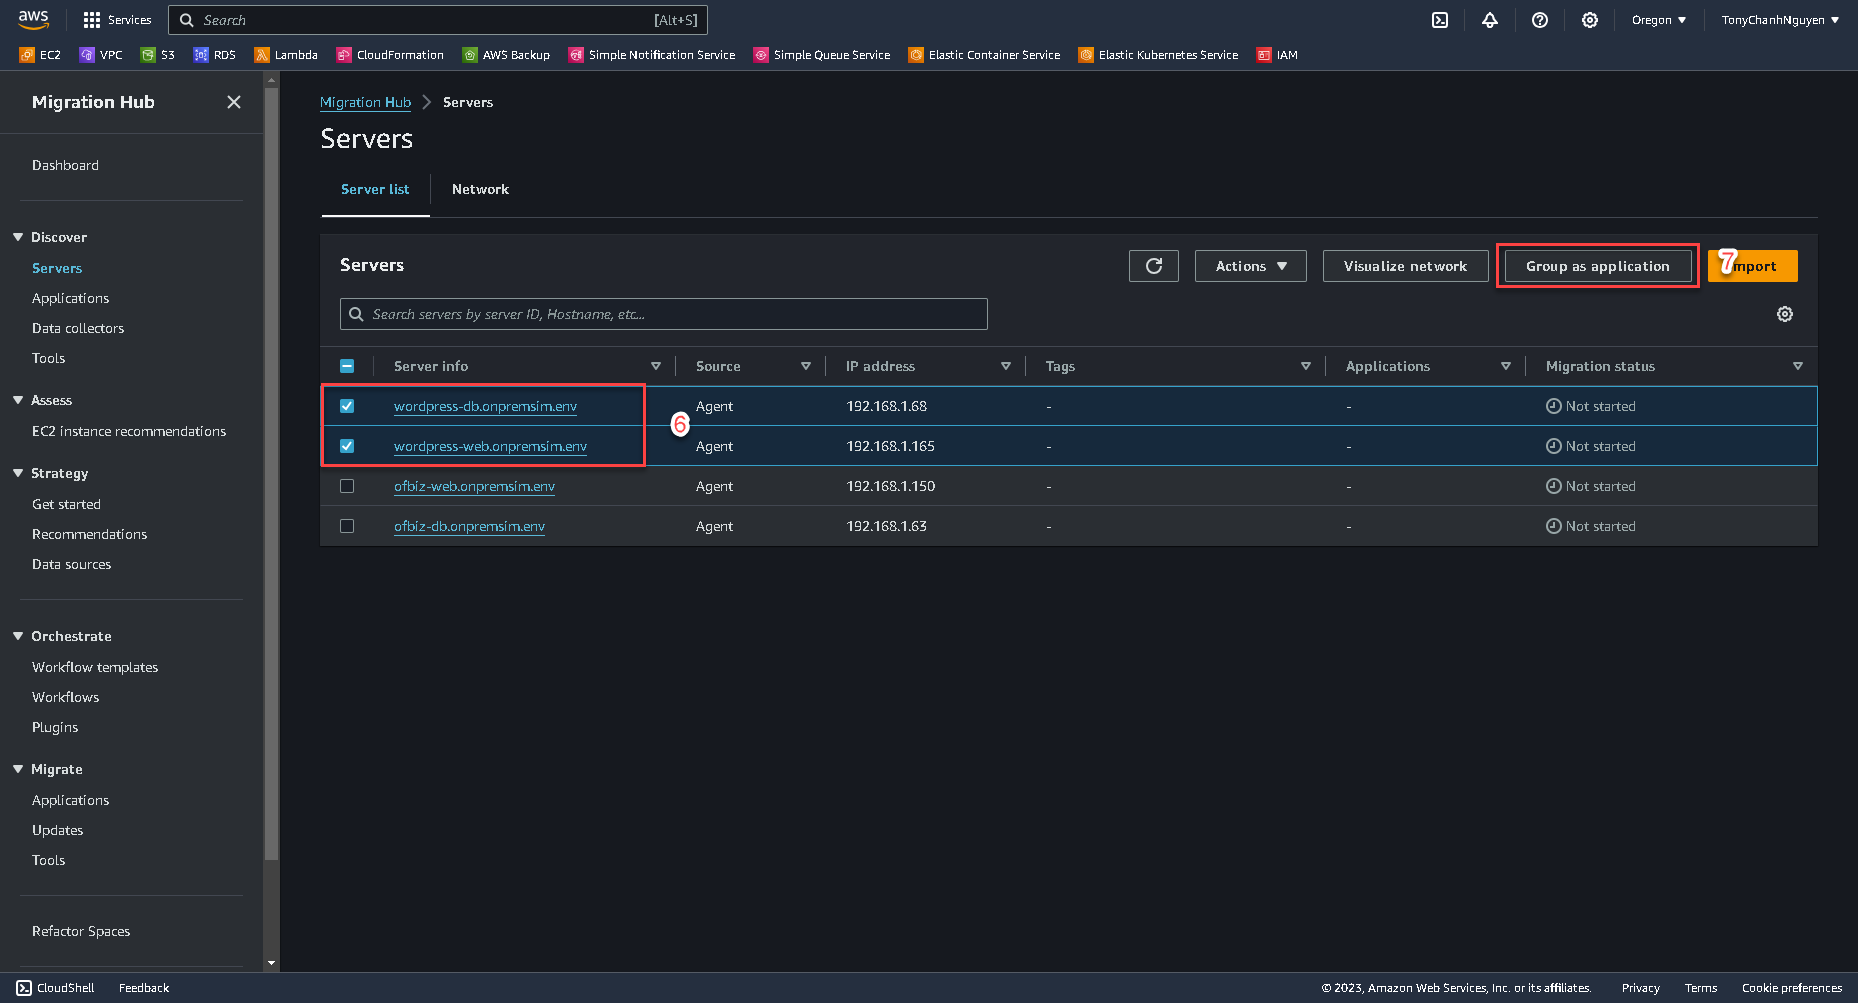 aws
Services
Search
[Alt+S]
Oregon
TonyChanhNguyen
EC2
VPC
S3
RDS
Lambda
CloudFormation
AWS Backup
Simple Notification Service
Simple Queue Service
Elastic Container Service
Elastic Kubernetes Service
IAM
Migration Hub
Dashboard
Discover
Servers
Applications
Data collectors
Tools
Assess
EC2 instance recommendations
Strategy
Get started
Recommendations
Data sources
Orchestrate
Workflow templates
Workflows
Plugins
Migrate
Applications
Updates
Tools
Refactor Spaces
Migration Hub > Servers
Servers
Server list
Network
Servers
Actions
Visualize network
Group as application
7
Search servers by server ID, Hostname, etc...
Server info Source IP address Tags Applications Migration status
wordpress-db.onpremsim.env Agent 192.168.1.68 - - Not started
6
wordpress-web.onpremsim.env Agent 192.168.1.165 - - Not started
ofbiz-web.onpremsim.env Agent 192.168.1.150 - - Not started
ofbiz-db.onpremsim.env Agent 192.168.1.63 - - Not started
CloudShell
Feedback
© 2023, Amazon Web Services, Inc. or its affiliates.
Privacy
Terms
Cookie preferences